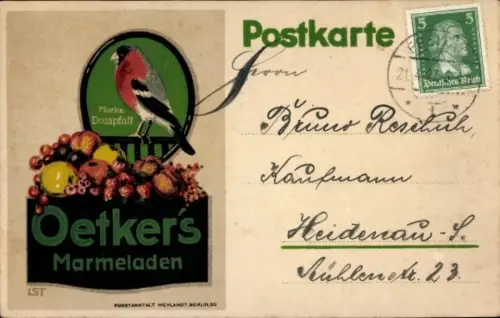 Postkarte
5 5
Deutsches Reich
Marke
Dompfaff
Oetker's
Marmeladen
LST
KUNSTANSTALT WEYLANDT, BERLIN, SO
Herrn
Bruno Reschuh,
Kaufmann
Heidenau-S.
Mühlenstr. 23.